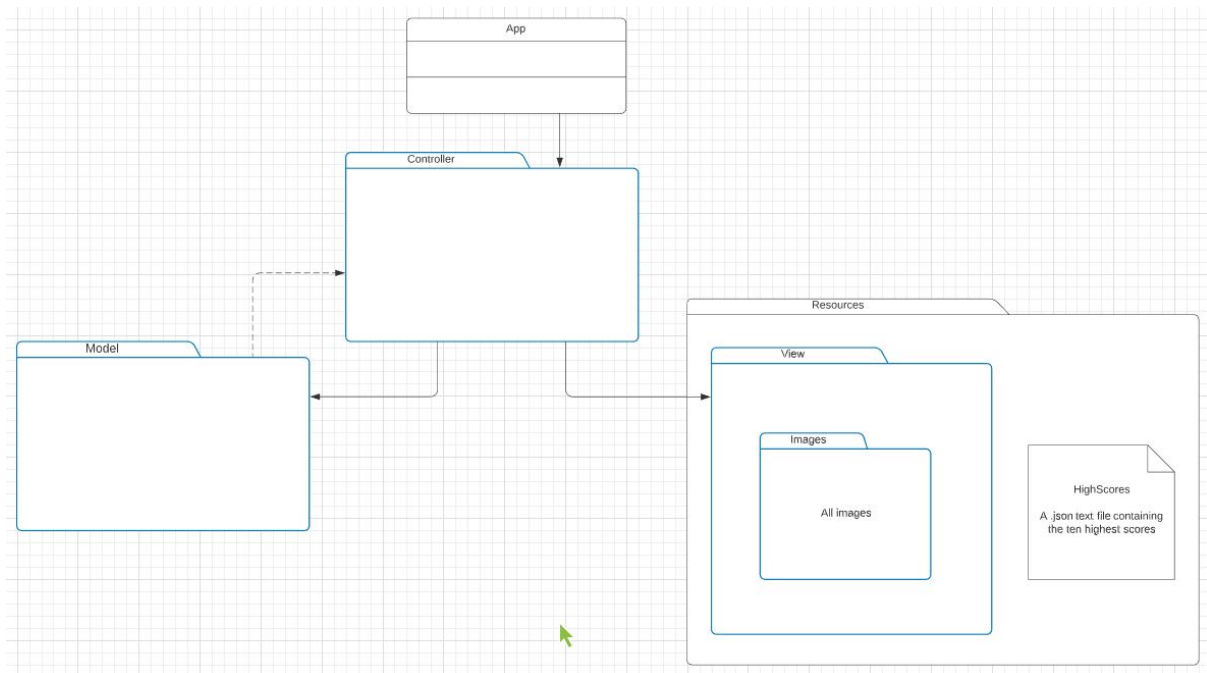 App
Controller
Resources
Model
View
Images
All images
HighScores
A .json text file containing
the ten highest scores